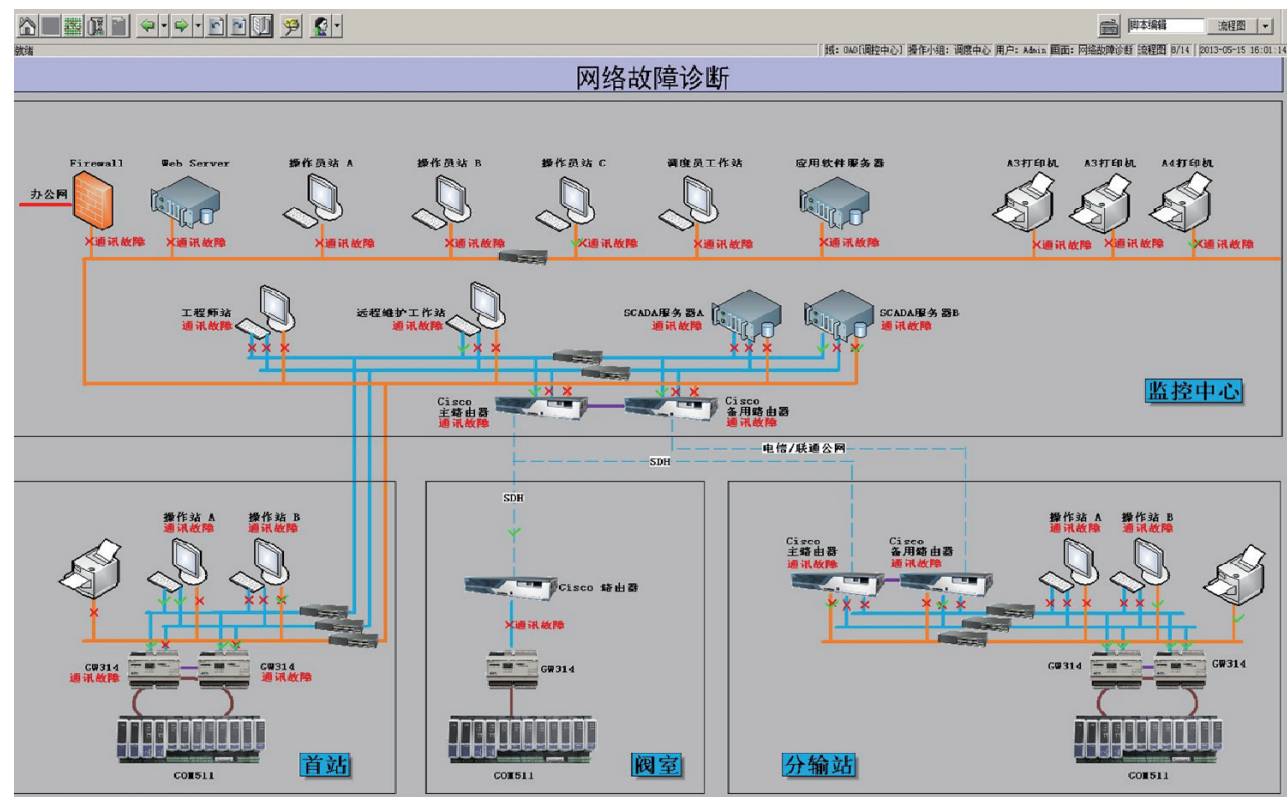 脚本编辑
流程图
就绪
域: GAO[调控中心] 操作小组: 调度中心 用户: Admin 画面: 网络故障诊断 流程图 8/14 2013-05-15 16:01:14
网络故障诊断
Firewall
Web Server
操作员站 A
操作员站 B
操作员站 C
调度员工作站
应用软件服务器
A3打印机
A3打印机
A4打印机
办公网
通讯故障
通讯故障
通讯故障
通讯故障
通讯故障
通讯故障
通讯故障
通讯故障
通讯故障
通讯故障
工程师站
通讯故障
远程维护工作站
通讯故障
SCADA服务器A
通讯故障
SCADA服务器B
通讯故障
监控中心
Cisco
主路由器
通讯故障
Cisco
备用路由器
通讯故障
电信/联通公网
SDH
SDH
操作站 A
通讯故障
操作站 B
通讯故障
GW314
通讯故障
GW314
通讯故障
COM511
首站
Cisco 路由器
通讯故障
GW314
COM511
阀室
Cisco
主路由器
通讯故障
Cisco
备用路由器
通讯故障
操作站 A
通讯故障
操作站 B
通讯故障
GW314
GW314
COM511
分输站